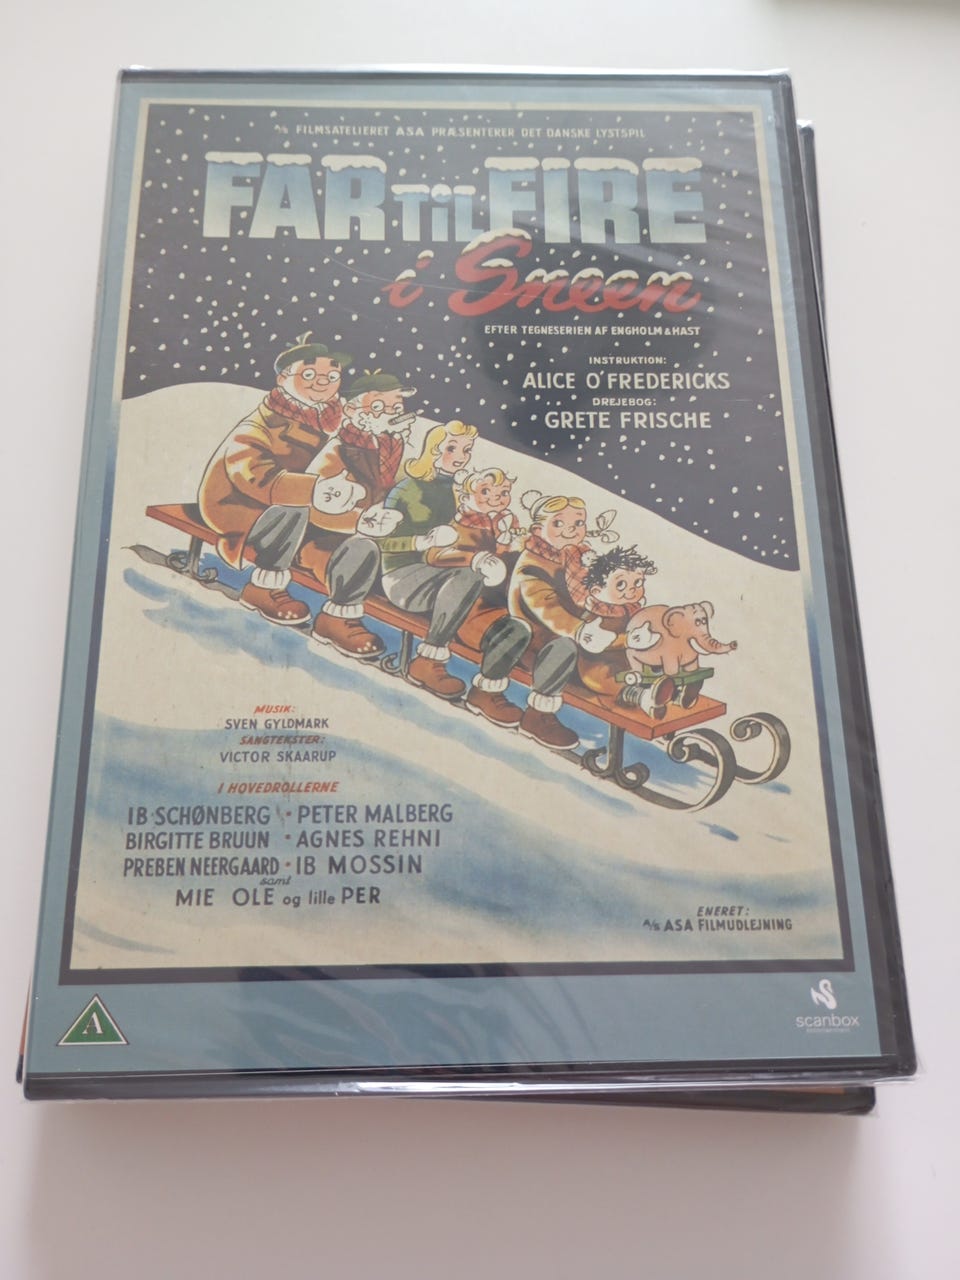 A/S FILMSATELIERET ASA PRÆSENTERER DET DANSKE LYSTSPIL
FAR TIL FIRE
i Sneen
EFTER TEGNESERIEN AF ENGHOLM & HAST
INSTRUKTION:
ALICE O'FREDERICKS
DREJEBOG:
GRETE FRISCHE
MUSIK:
SVEN GYLDMARK
SANGTEKSTER:
VICTOR SKAARUP
I HOVEDROLLERNE
IB SCHØNBERG · PETER MALBERG
BIRGITTE BRUUN · AGNES REHNI
PREBEN NEERGAARD · IB MOSSIN
samt
MIE OLE og lille PER
ENERET:
A/S ASA FILMUDLEJNING
A
scanbox
entertainment